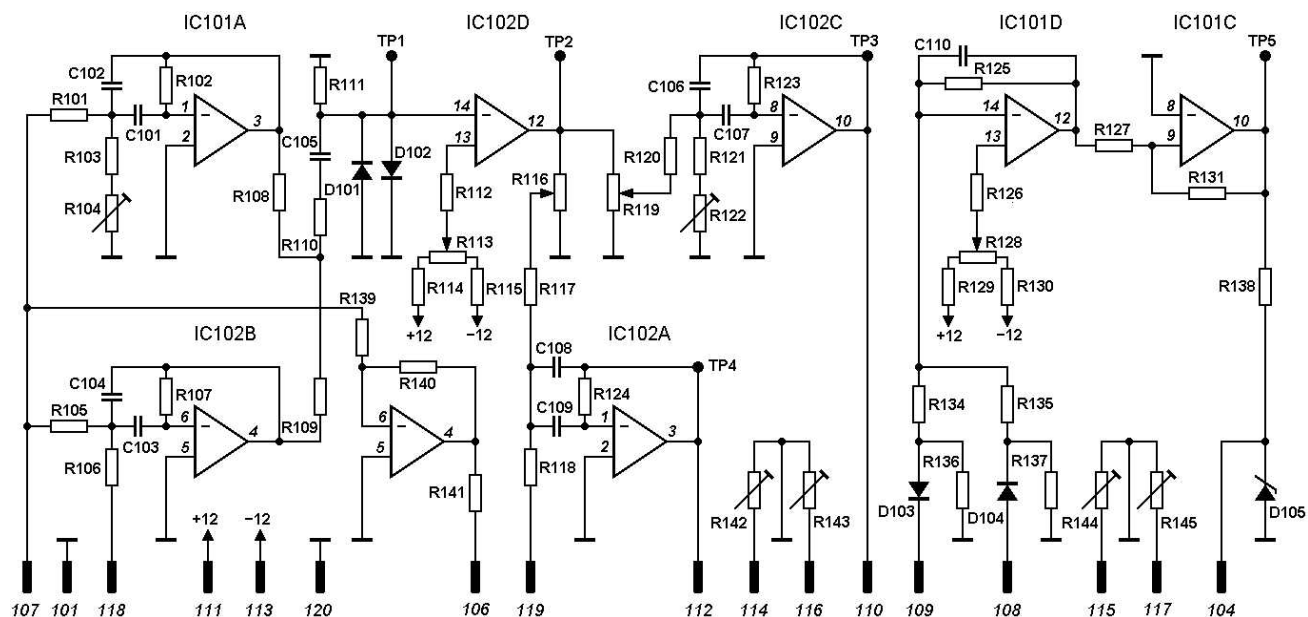 IC101A
IC102D
IC102C
IC101D
IC101C
TP1
TP2
TP3
C110
TP5
C102
R102
R111
C106
R123
R125
R101
1
3
14
12
8
10
14
12
8
10
C101
2
13
C107
9
13
R127
9
R103
C105
D102
R120
R121
R131
R108
D101
R112
R116
R126
R104
R119
R122
R110
R113
R128
R139
R114
R115
R117
R129
R130
R138
+12
−12
+12
−12
IC102B
IC102A
C104
R107
C108
TP4
R140
R124
R105
6
4
R109
6
4
C109
1
3
R134
R135
C103
5
5
2
R106
R118
R136
R137
R141
R142
R143
D103
D104
R144
R145
D105
+12
−12
107
101
118
111
113
120
106
119
112
114
116
110
109
108
115
117
104